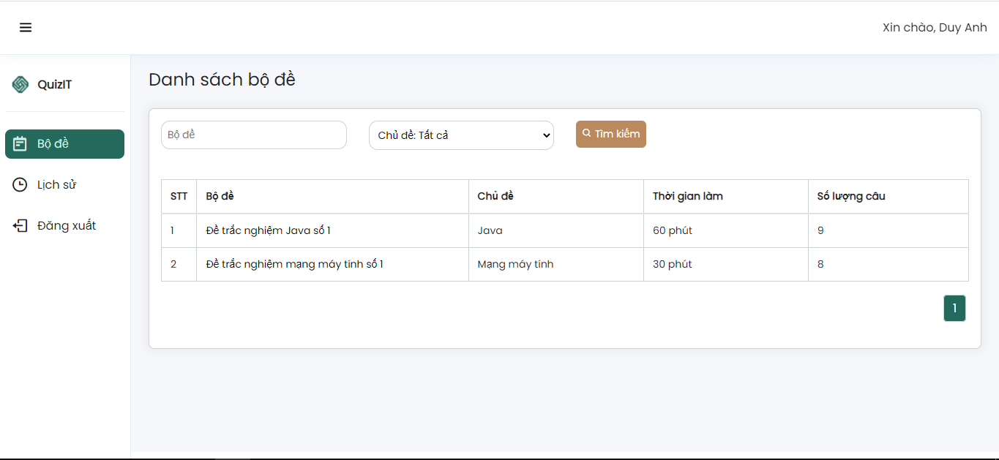 Xin chào, Duy Anh
QuizIT
Bộ đề
Lịch sử
Đăng xuất
Danh sách bộ đề
Bộ đề Chủ đề: Tất cả Tìm kiếm
STT Bộ đề Chủ đề Thời gian làm Số lượng câu
1 Đề trắc nghiệm Java số 1 Java 60 phút 9
2 Đề trắc nghiệm mạng máy tính số 1 Mạng máy tính 30 phút 8
1